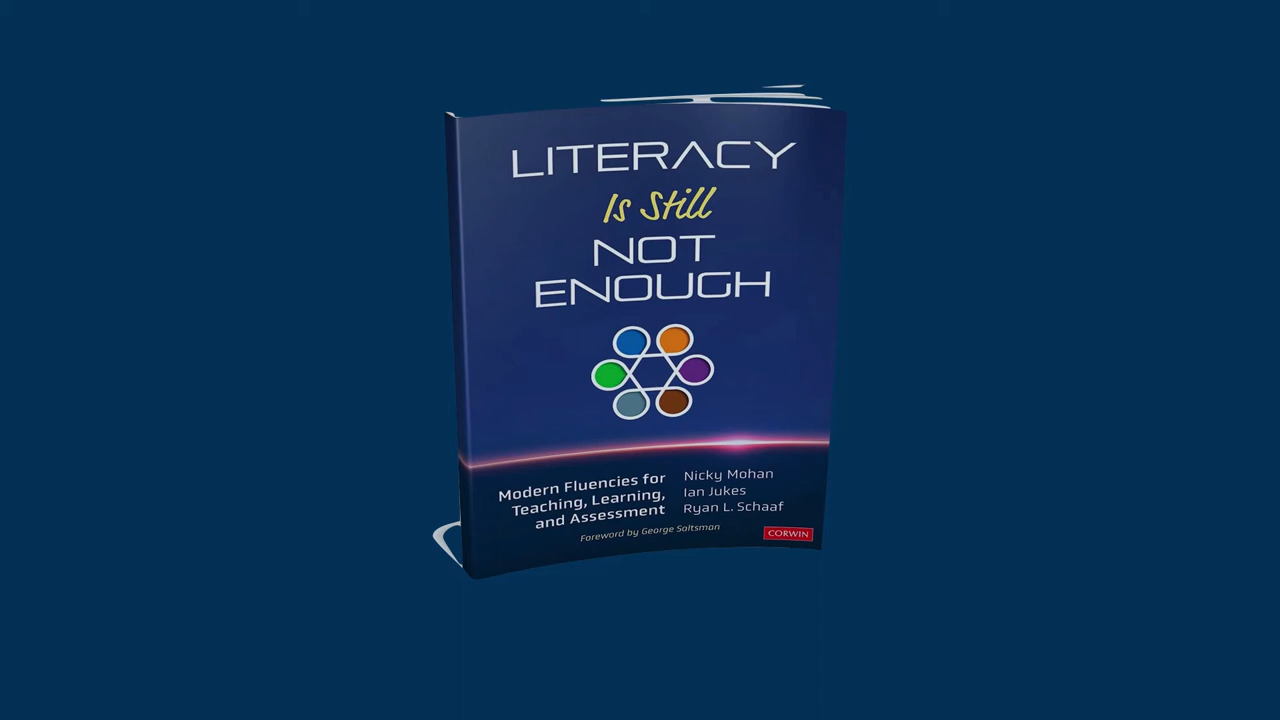 LITERACY
Is Still
NOT
ENOUGH
Modern Fluencies for
Teaching, Learning,
and Assessment
Nicky Mohan
Ian Jukes
Ryan L. Schaaf
Foreword by George Saltsman
CORWIN